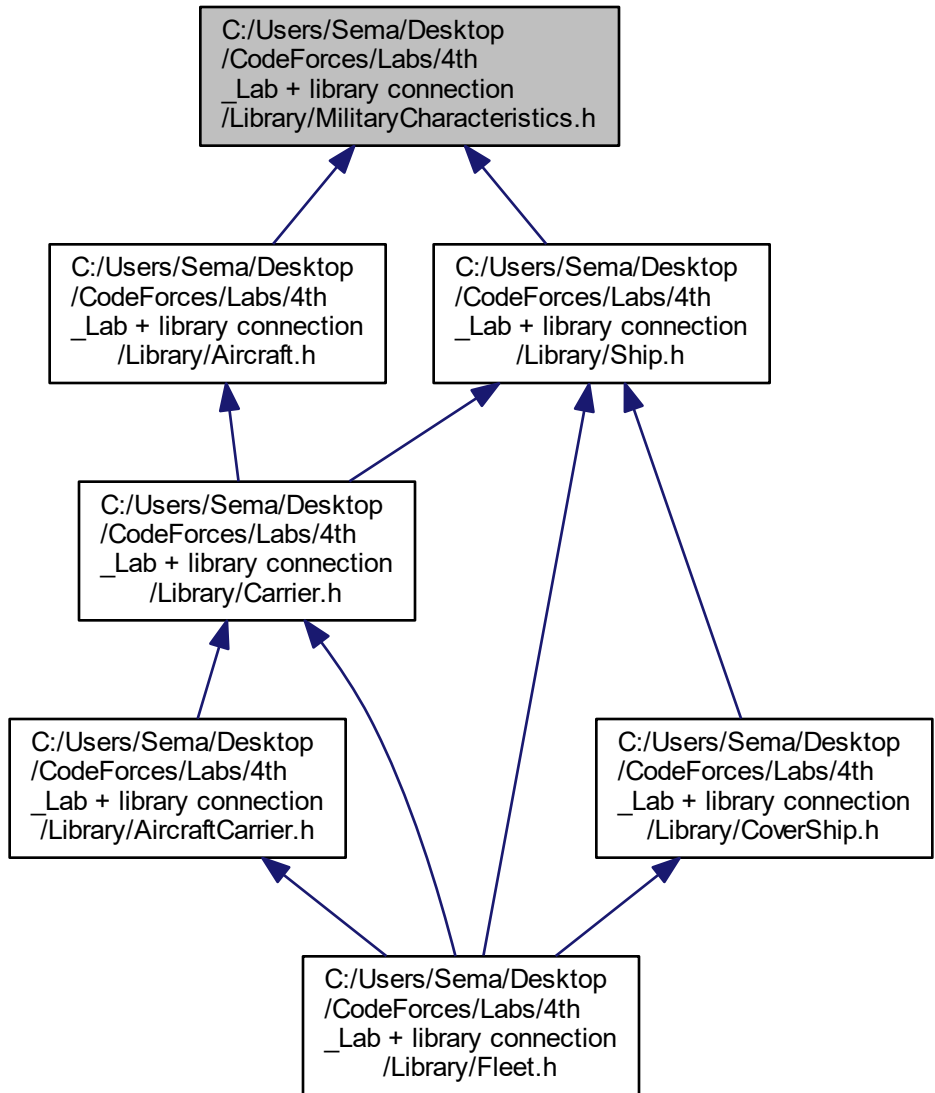 C:/Users/Sema/Desktop
/CodeForces/Labs/4th
_Lab + library connection
/Library/MilitaryCharacteristics.h
C:/Users/Sema/Desktop
/CodeForces/Labs/4th
_Lab + library connection
/Library/Aircraft.h
C:/Users/Sema/Desktop
/CodeForces/Labs/4th
_Lab + library connection
/Library/Ship.h
C:/Users/Sema/Desktop
/CodeForces/Labs/4th
_Lab + library connection
/Library/Carrier.h
C:/Users/Sema/Desktop
/CodeForces/Labs/4th
_Lab + library connection
/Library/AircraftCarrier.h
C:/Users/Sema/Desktop
/CodeForces/Labs/4th
_Lab + library connection
/Library/CoverShip.h
C:/Users/Sema/Desktop
/CodeForces/Labs/4th
_Lab + library connection
/Library/Fleet.h